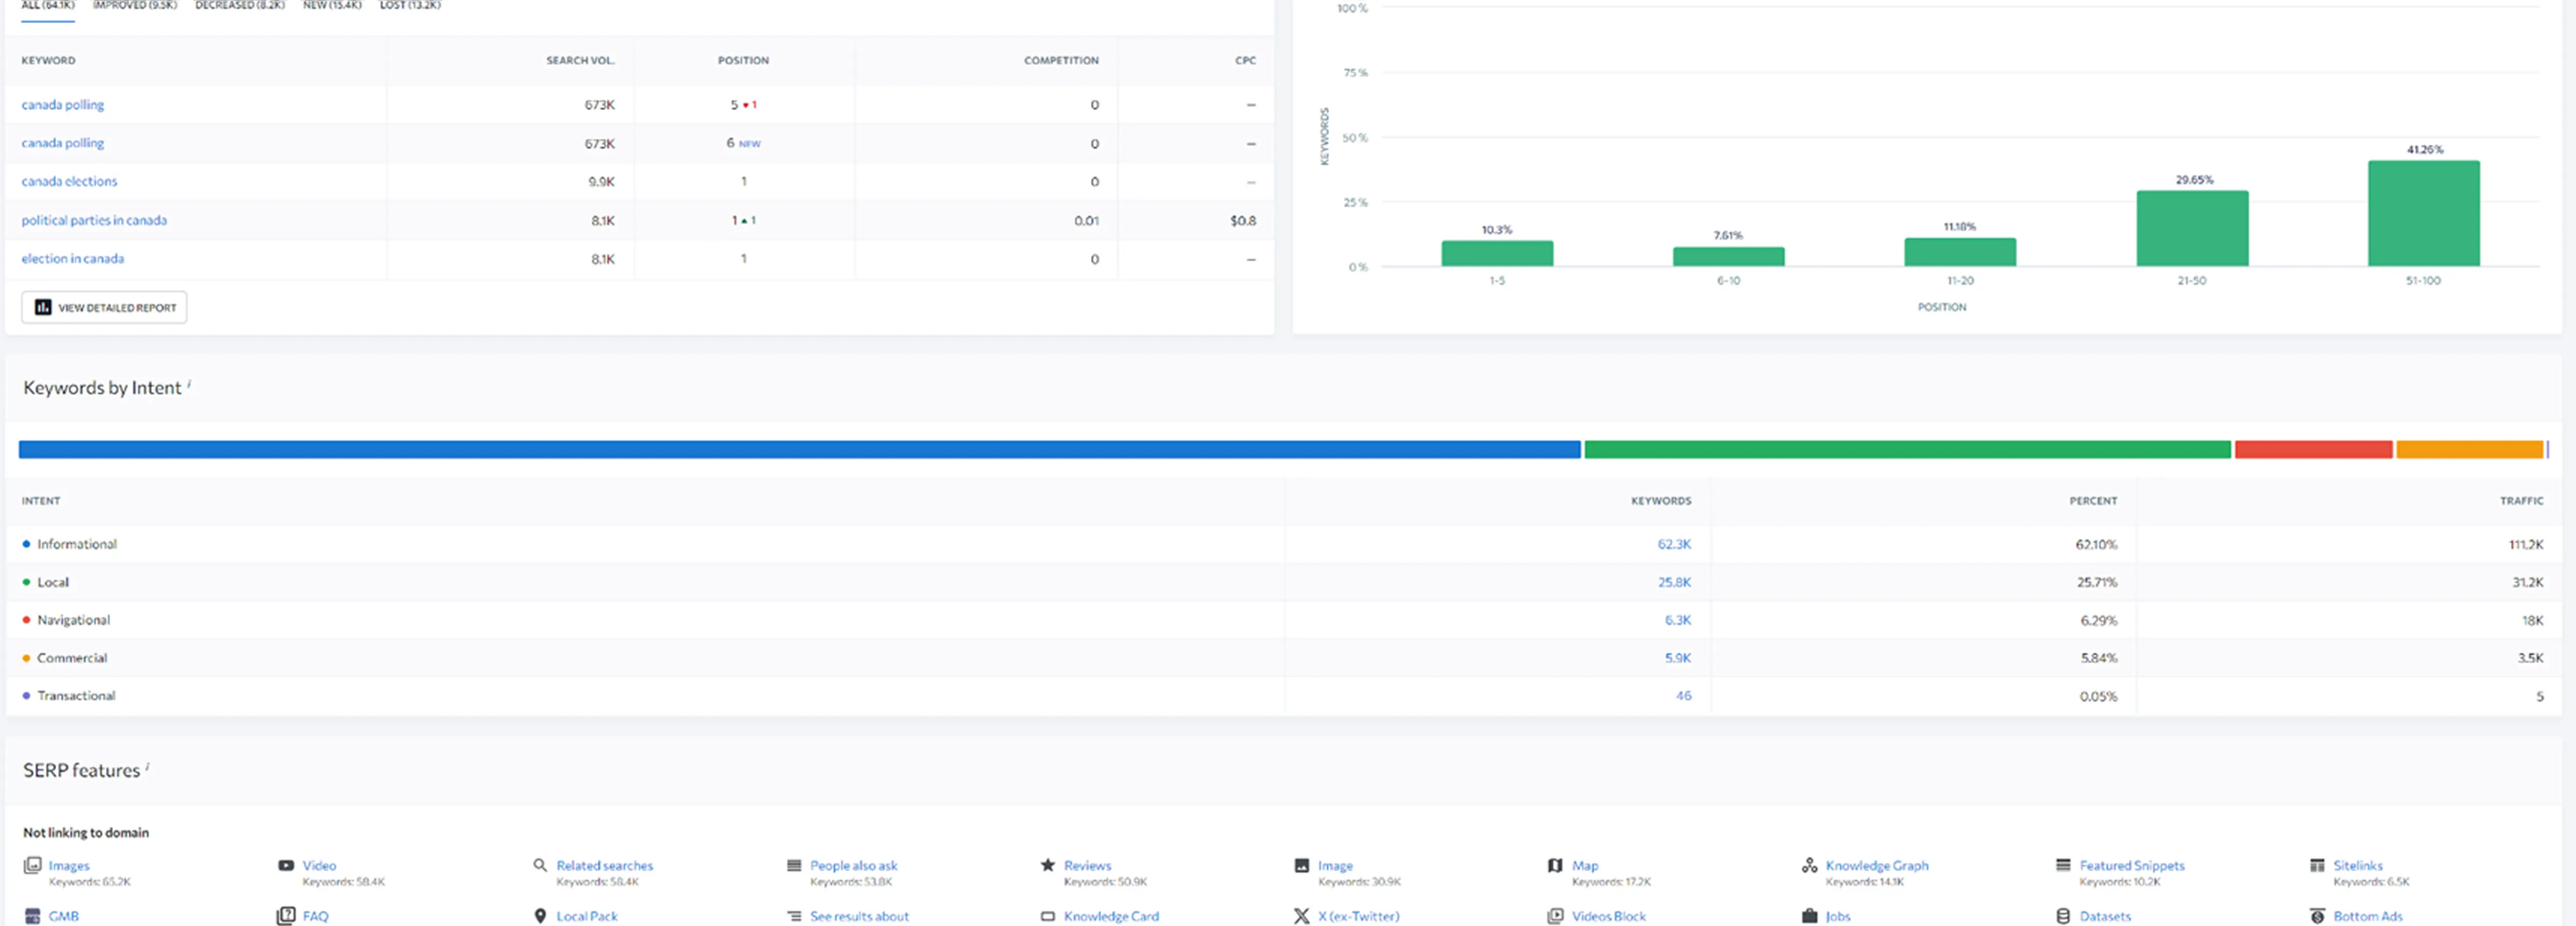 ALL (64.1K) IMPROVED (9.5K) DECREASED (8.2K) NEW (15.4K) LOST (13.2K)
KEYWORD SEARCH VOL. POSITION COMPETITION CPC
canada polling 673K 5 ▼ 1 0 –
canada polling 673K 6 NEW 0 –
canada elections 9.9K 1 0 –
political parties in canada 8.1K 1 ▲ 1 0.01 $0.8
election in canada 8.1K 1 0 –
VIEW DETAILED REPORT
100%
75%
50%
25%
0%
KEYWORDS
10.3% 7.61% 11.18% 29.65% 41.26%
1-5 6-10 11-20 21-50 51-100
POSITION
Keywords by Intent i
INTENT KEYWORDS PERCENT TRAFFIC
Informational 62.3K 62.10% 111.2K
Local 25.8K 25.71% 31.2K
Navigational 6.3K 6.29% 18K
Commercial 5.9K 5.84% 3.5K
Transactional 46 0.05% 5
SERP features i
Not linking to domain
Images Video Related searches People also ask Reviews Image Map Knowledge Graph Featured Snippets Sitelinks
Keywords: 65.2K Keywords: 58.4K Keywords: 58.4K Keywords: 53.8K Keywords: 50.9K Keywords: 30.9K Keywords: 17.2K Keywords: 14.1K Keywords: 10.2K Keywords: 6.5K
GMB FAQ Local Pack See results about Knowledge Card X (ex-Twitter) Videos Block Jobs Datasets Bottom Ads